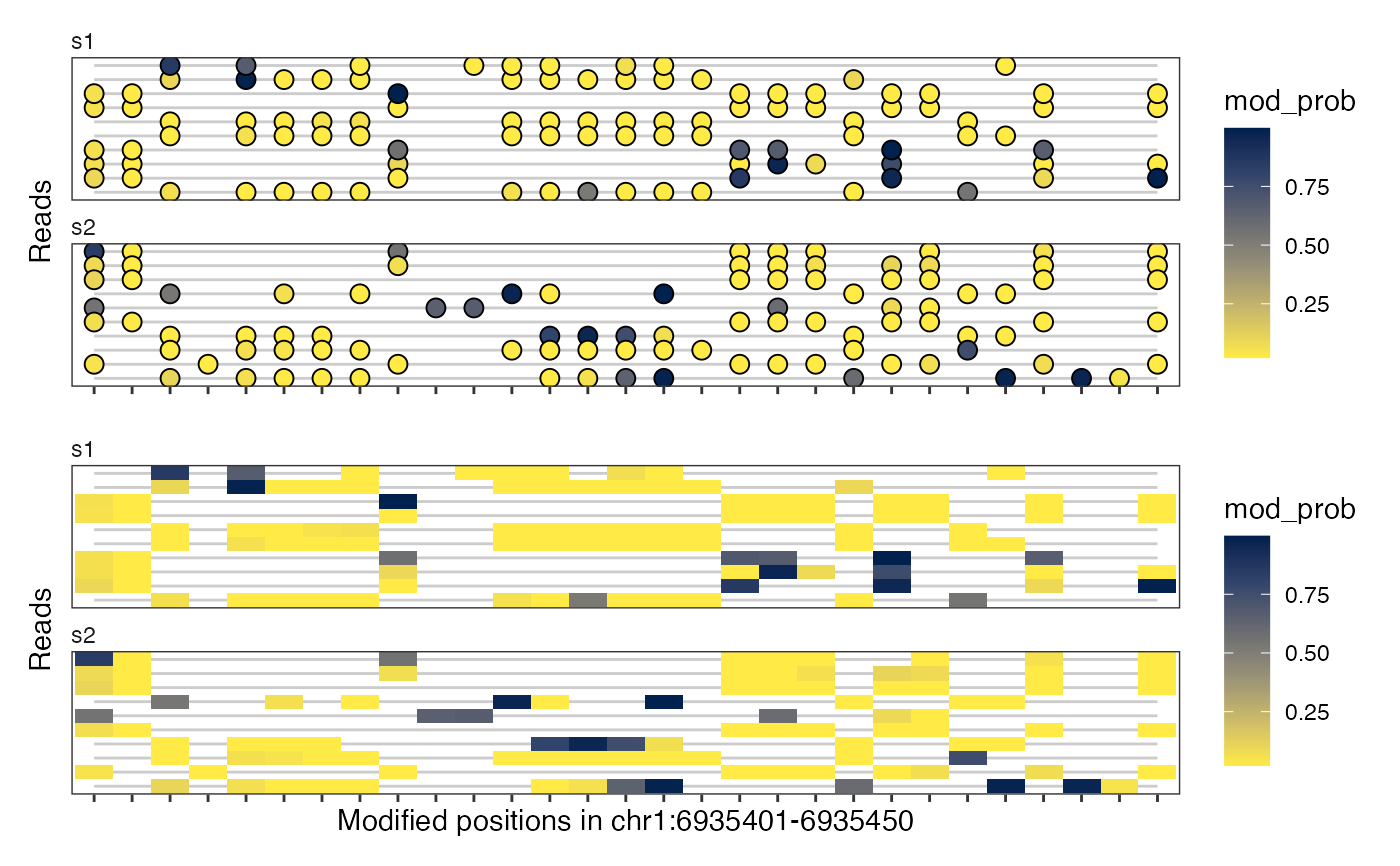 s1
Reads
s2
mod_prob
0.75
0.50
0.25
s1
Reads
s2
mod_prob
0.75
0.50
0.25
Modified positions in chr1:6935401-6935450